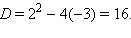 D = 2² − 4(−3) = 16.